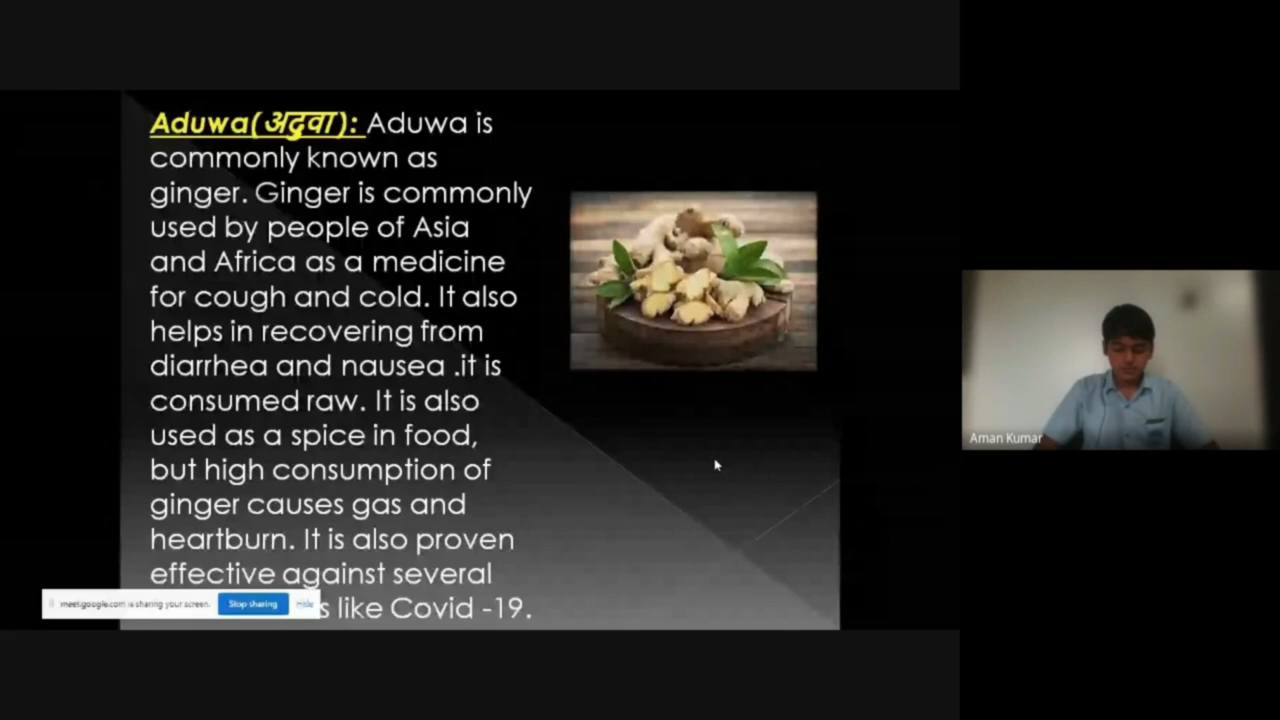 Aduwa(अदुवा): Aduwa is
commonly known as
ginger. Ginger is commonly
used by people of Asia
and Africa as a medicine
for cough and cold. It also
helps in recovering from
diarrhea and nausea .it is
consumed raw. It is also
used as a spice in food,
but high consumption of
ginger causes gas and
heartburn. It is also proven
effective against several
s like Covid -19.
meet.google.com is sharing your screen. Stop sharing Hide
Aman Kumar